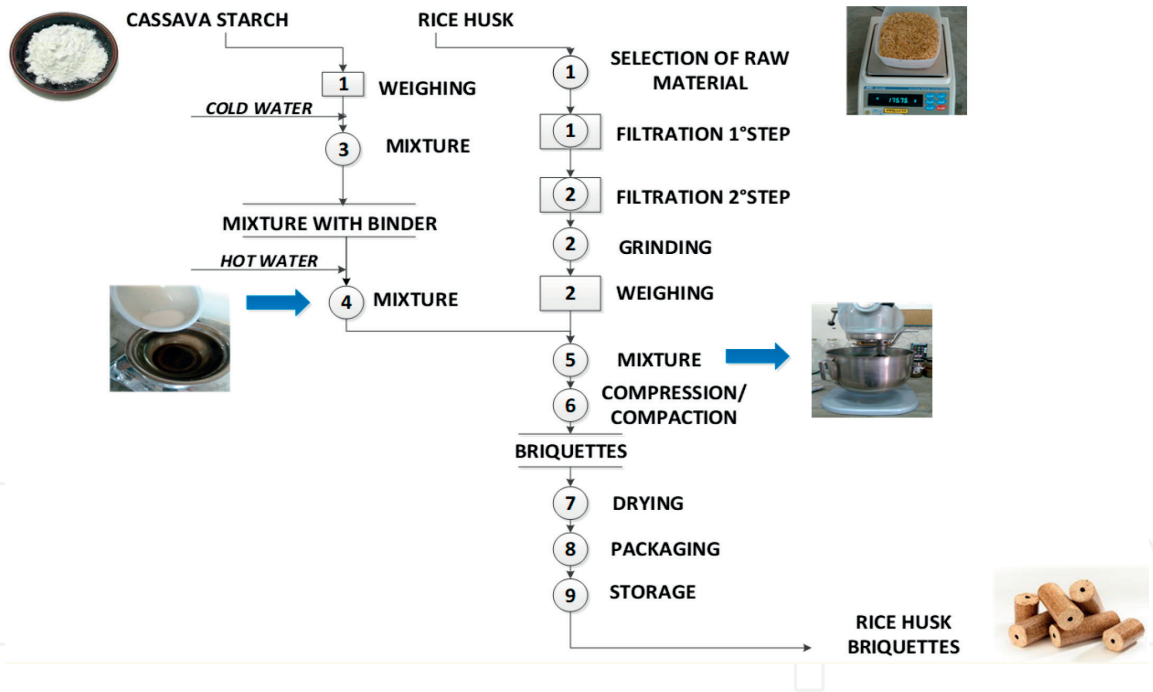 CASSAVA STARCH
RICE HUSK
1
WEIGHING
1
SELECTION OF RAW
MATERIAL
COLD WATER
3
MIXTURE
1
FILTRATION 1°STEP
2
FILTRATION 2°STEP
MIXTURE WITH BINDER
2
GRINDING
HOT WATER
4
MIXTURE
2
WEIGHING
5
MIXTURE
6
COMPRESSION/
COMPACTION
BRIQUETTES
7
DRYING
8
PACKAGING
9
STORAGE
RICE HUSK
BRIQUETTES